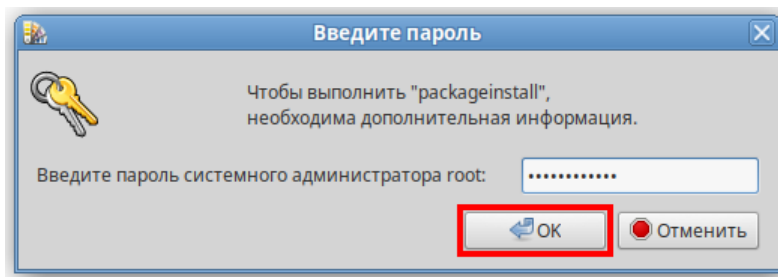 Введите пароль
Чтобы выполнить "packageinstall",
необходима дополнительная информация.
Введите пароль системного администратора root: ••••••••••••
OK
Отменить